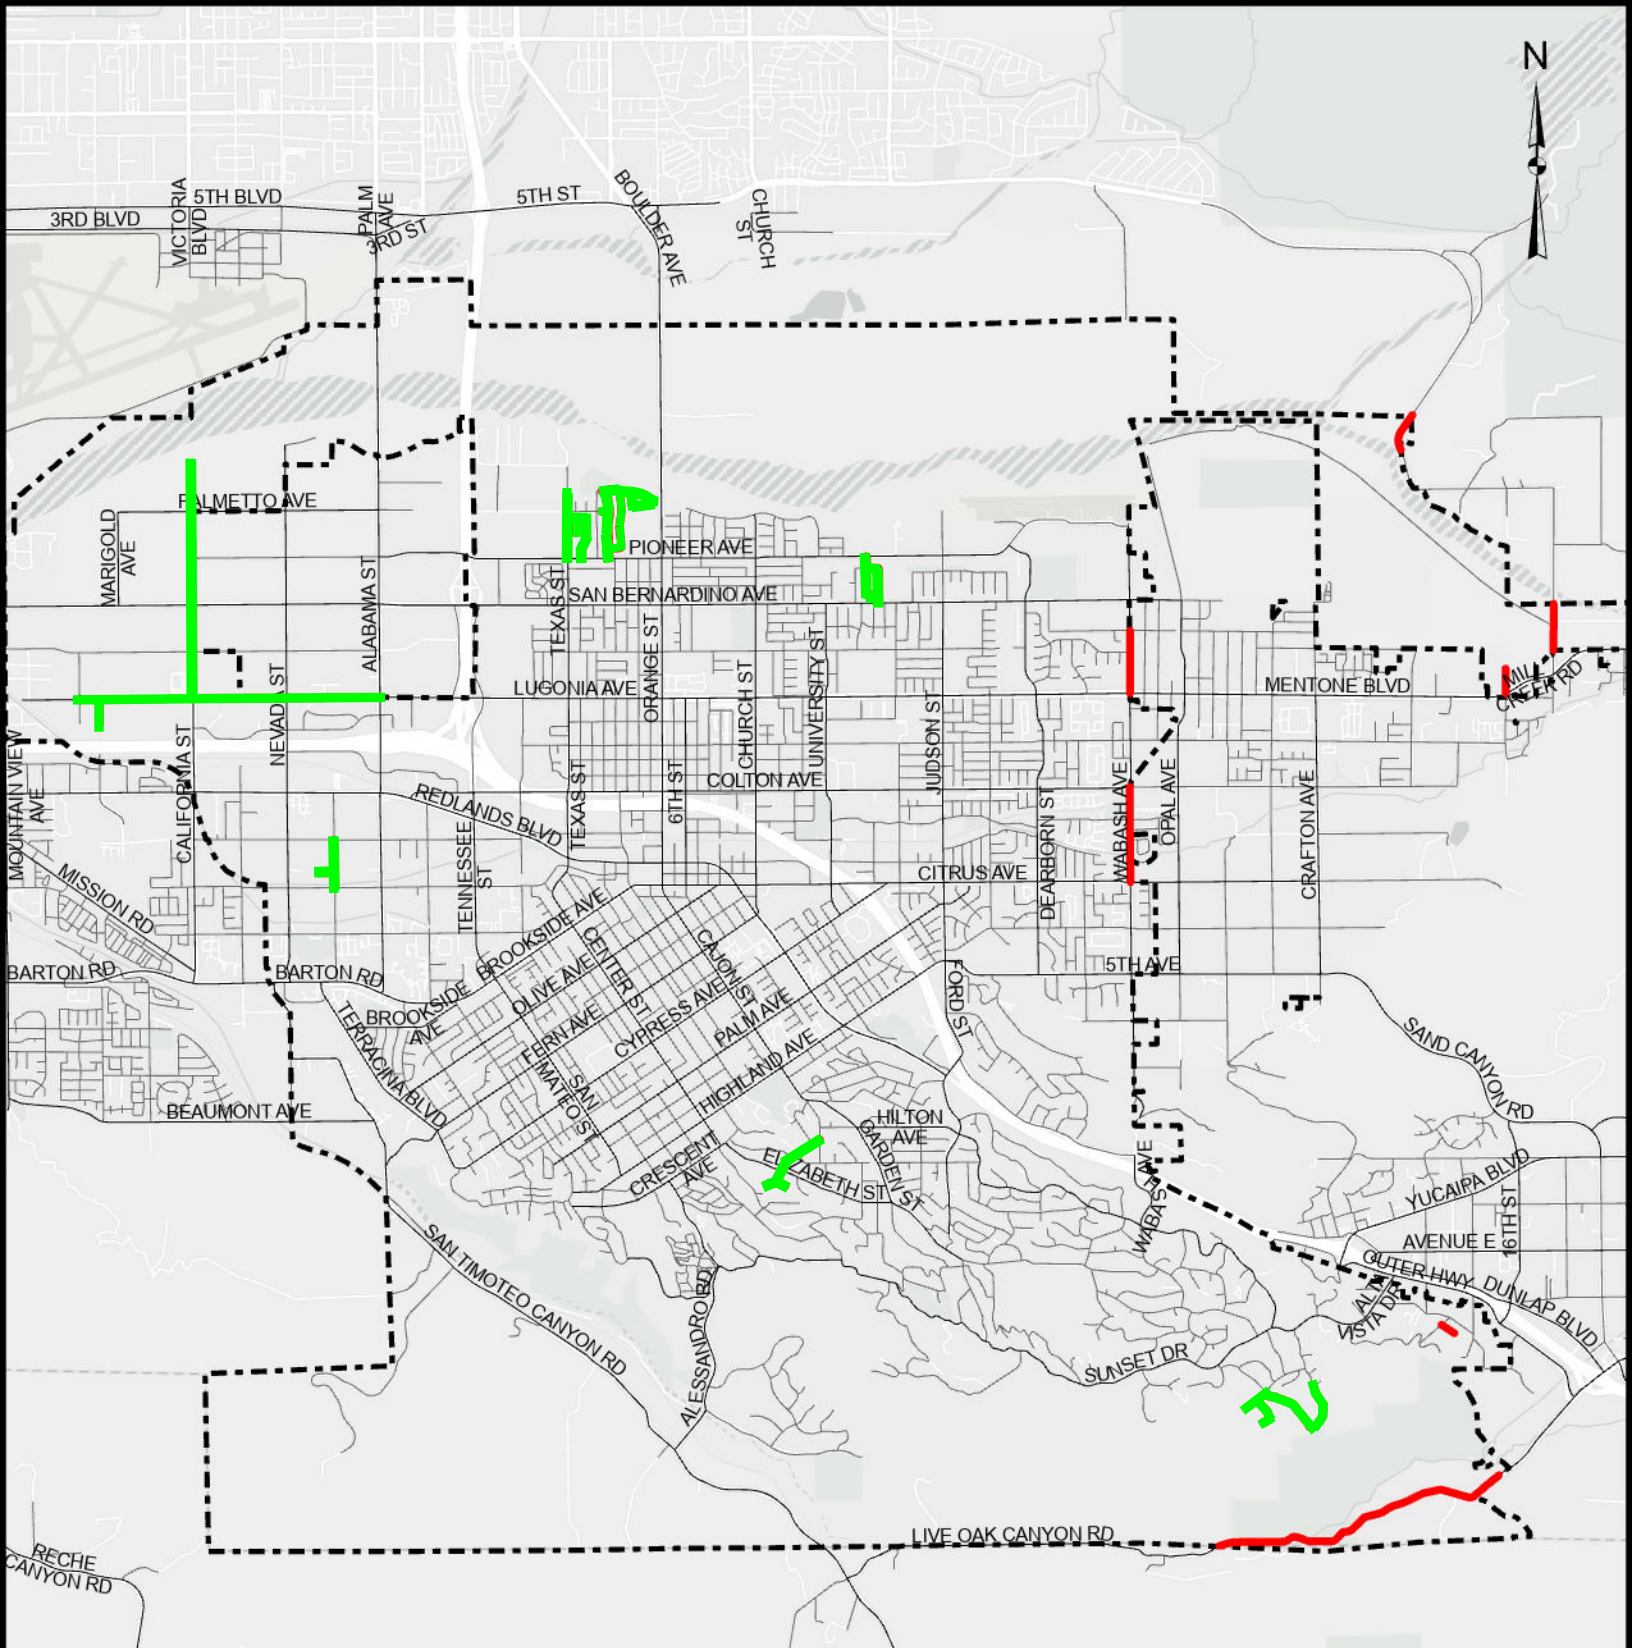 N
VICTORIA
BLVD
5TH BLVD
3RD BLVD
PALM
AVE
3RD ST
5TH ST
BOULDER AVE
CHURCH
ST
PALMETTO AVE
MARIGOLD
AVE
ALABAMA ST
PIONEER AVE
TEXAS ST
SAN BERNARDINO AVE
ORANGE ST
CHURCH ST
UNIVERSITY ST
JUDSON ST
LUGONIA AVE
NEVADA ST
CALIFORNIA ST
MENTONE BLVD
MILL
CREEK RD
MOUNTAIN VIEW
AVE
COLTON AVE
REDLANDS BLVD
TEXAS ST
6TH ST
TENNESSEE
ST
DEARBORN ST
WABASH AVE
OPAL AVE
CRAFTON AVE
CITRUS AVE
MISSION RD
BARTON RD
BARTON RD
BROOKSIDE AVE
BROOKSIDE
AVE
OLIVE AVE
CENTER ST
CAJON ST
FERN AVE
CYPRESS AVE
PALM AVE
HIGHLAND AVE
SAN
MATEO ST
TERRACINA BLVD
5TH AVE
FORD ST
SAND CANYON RD
BEAUMONT AVE
HILTON
AVE
GARDEN ST
CRESCENT
AVE
ELIZABETH ST
WABASH AVE
YUCAIPA BLVD
16TH ST
AVENUE E
OUTER HWY
DUNLAP BLVD
ALTA
VISTA DR
SAN TIMOTEO CANYON RD
ALESSANDRO RD
SUNSET DR
LIVE OAK CANYON RD
RECHE
CANYON RD